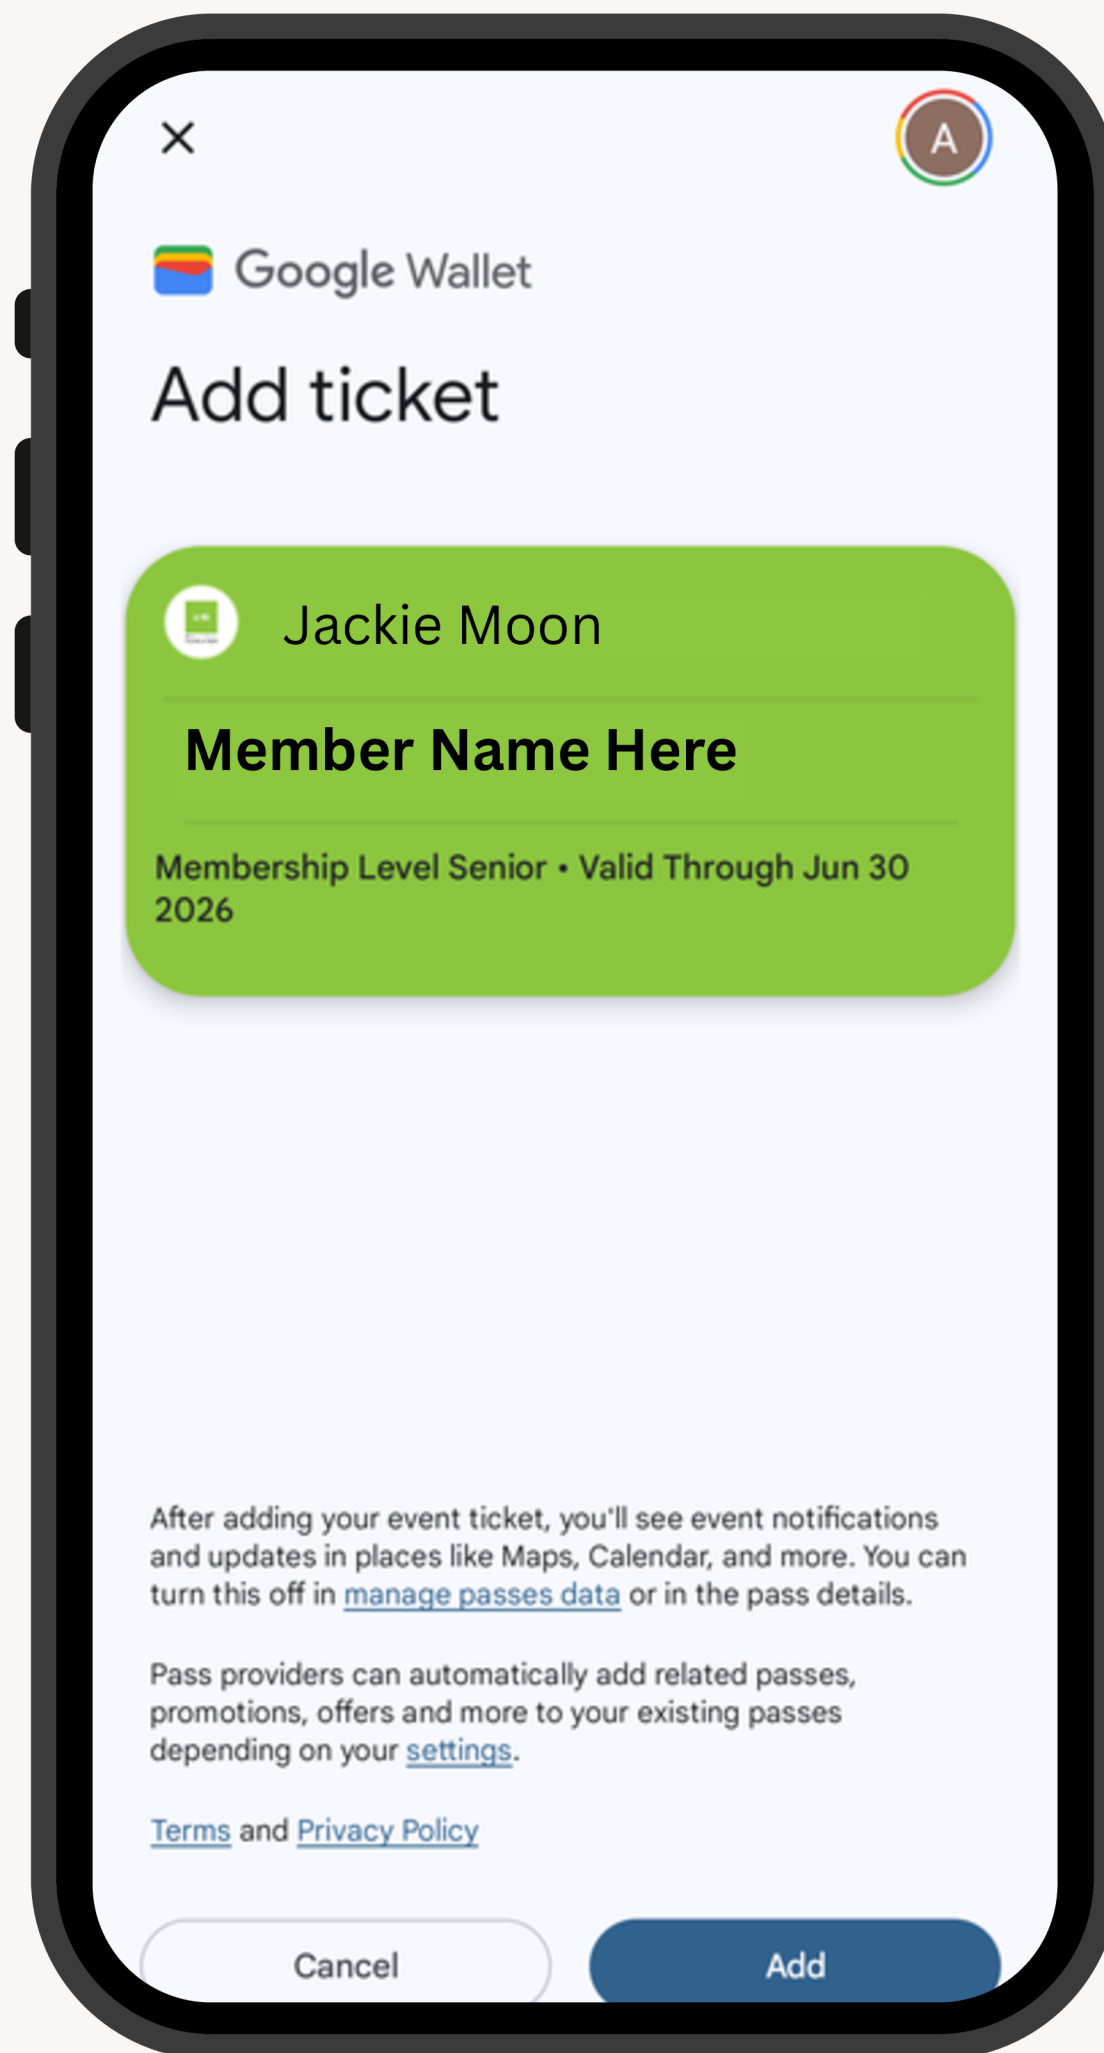 A
Google Wallet
Add ticket
Jackie Moon
Member Name Here
Membership Level Senior • Valid Through Jun 30
2026
After adding your event ticket, you'll see event notifications
and updates in places like Maps, Calendar, and more. You can
turn this off in manage passes data or in the pass details.
Pass providers can automatically add related passes,
promotions, offers and more to your existing passes
depending on your settings.
Terms and Privacy Policy
Cancel
Add